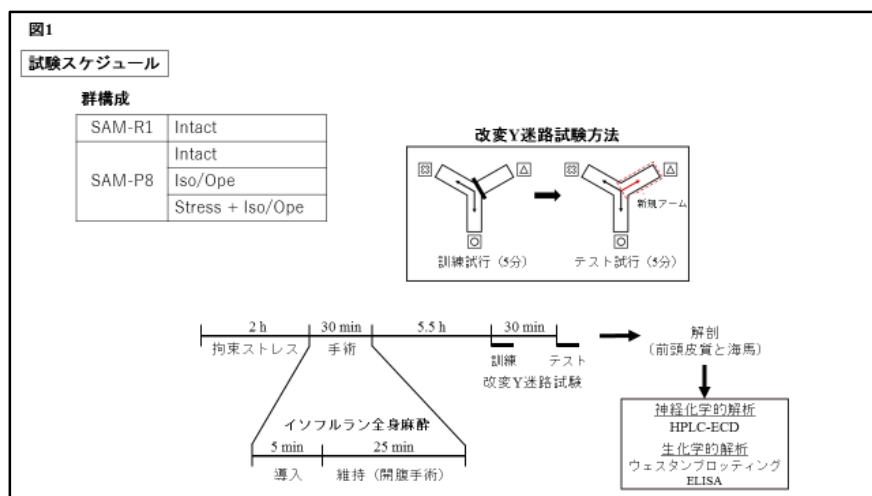 図1
試験スケジュール
群構成
SAM-R1 Intact
SAM-P8 Intact
Iso/Ope
Stress + Iso/Ope
改変Y迷路試験方法
新規アーム
訓練試行（5分） テスト試行（5分）
2 h 30 min 5.5 h 30 min
拘束ストレス 手術 訓練 テスト
改変Y迷路試験
解剖
（前頭皮質と海馬）
イソフルラン全身麻酔
5 min 25 min
導入 維持（開腹手術）
神経化学的解析
HPLC-ECD
生化学的解析
ウェスタンブロッティング
ELISA